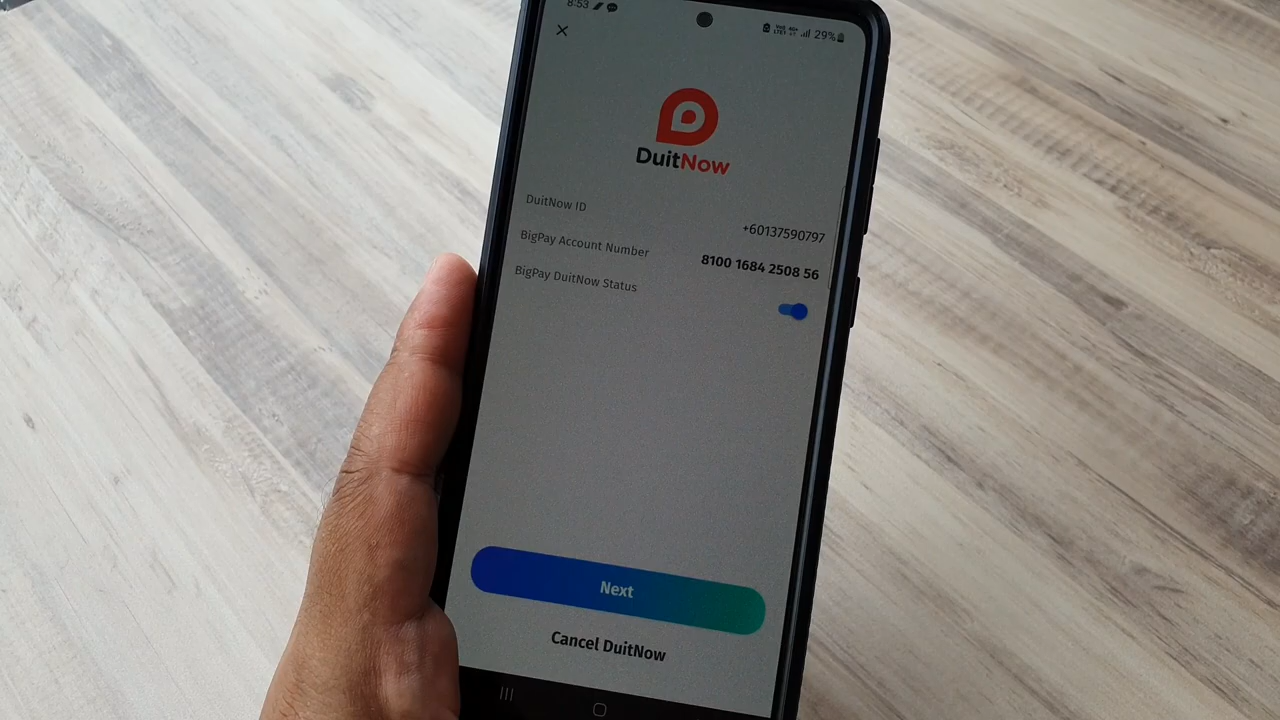 8:53
29%
DuitNow
DuitNow ID
+60137590797
BigPay Account Number
8100 1684 2508 56
BigPay DuitNow Status
Next
Cancel DuitNow